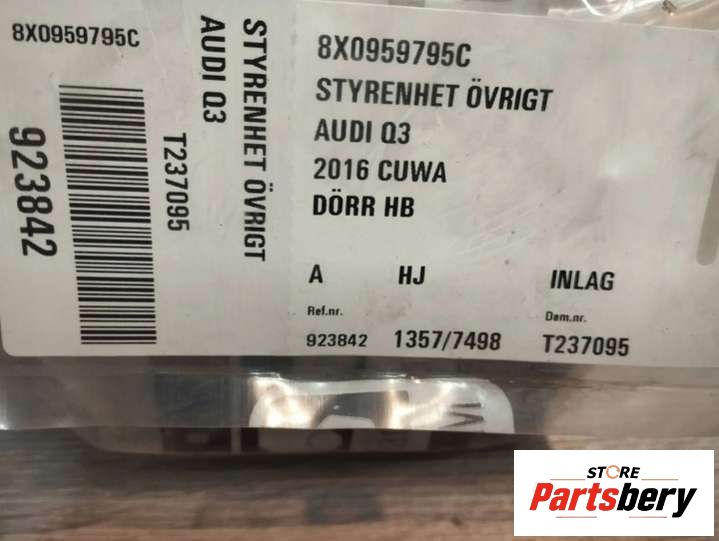 8X0959795C
923842
T237095
AUDI Q3
STYRENHET ÖVRIGT
8X0959795C
STYRENHET ÖVRIGT
AUDI Q3
2016 CUWA
DÖRR HB
A HJ INLAG
Ref.nr. Dem.nr.
923842 1357/7498 T237095
STORE
Partsbery